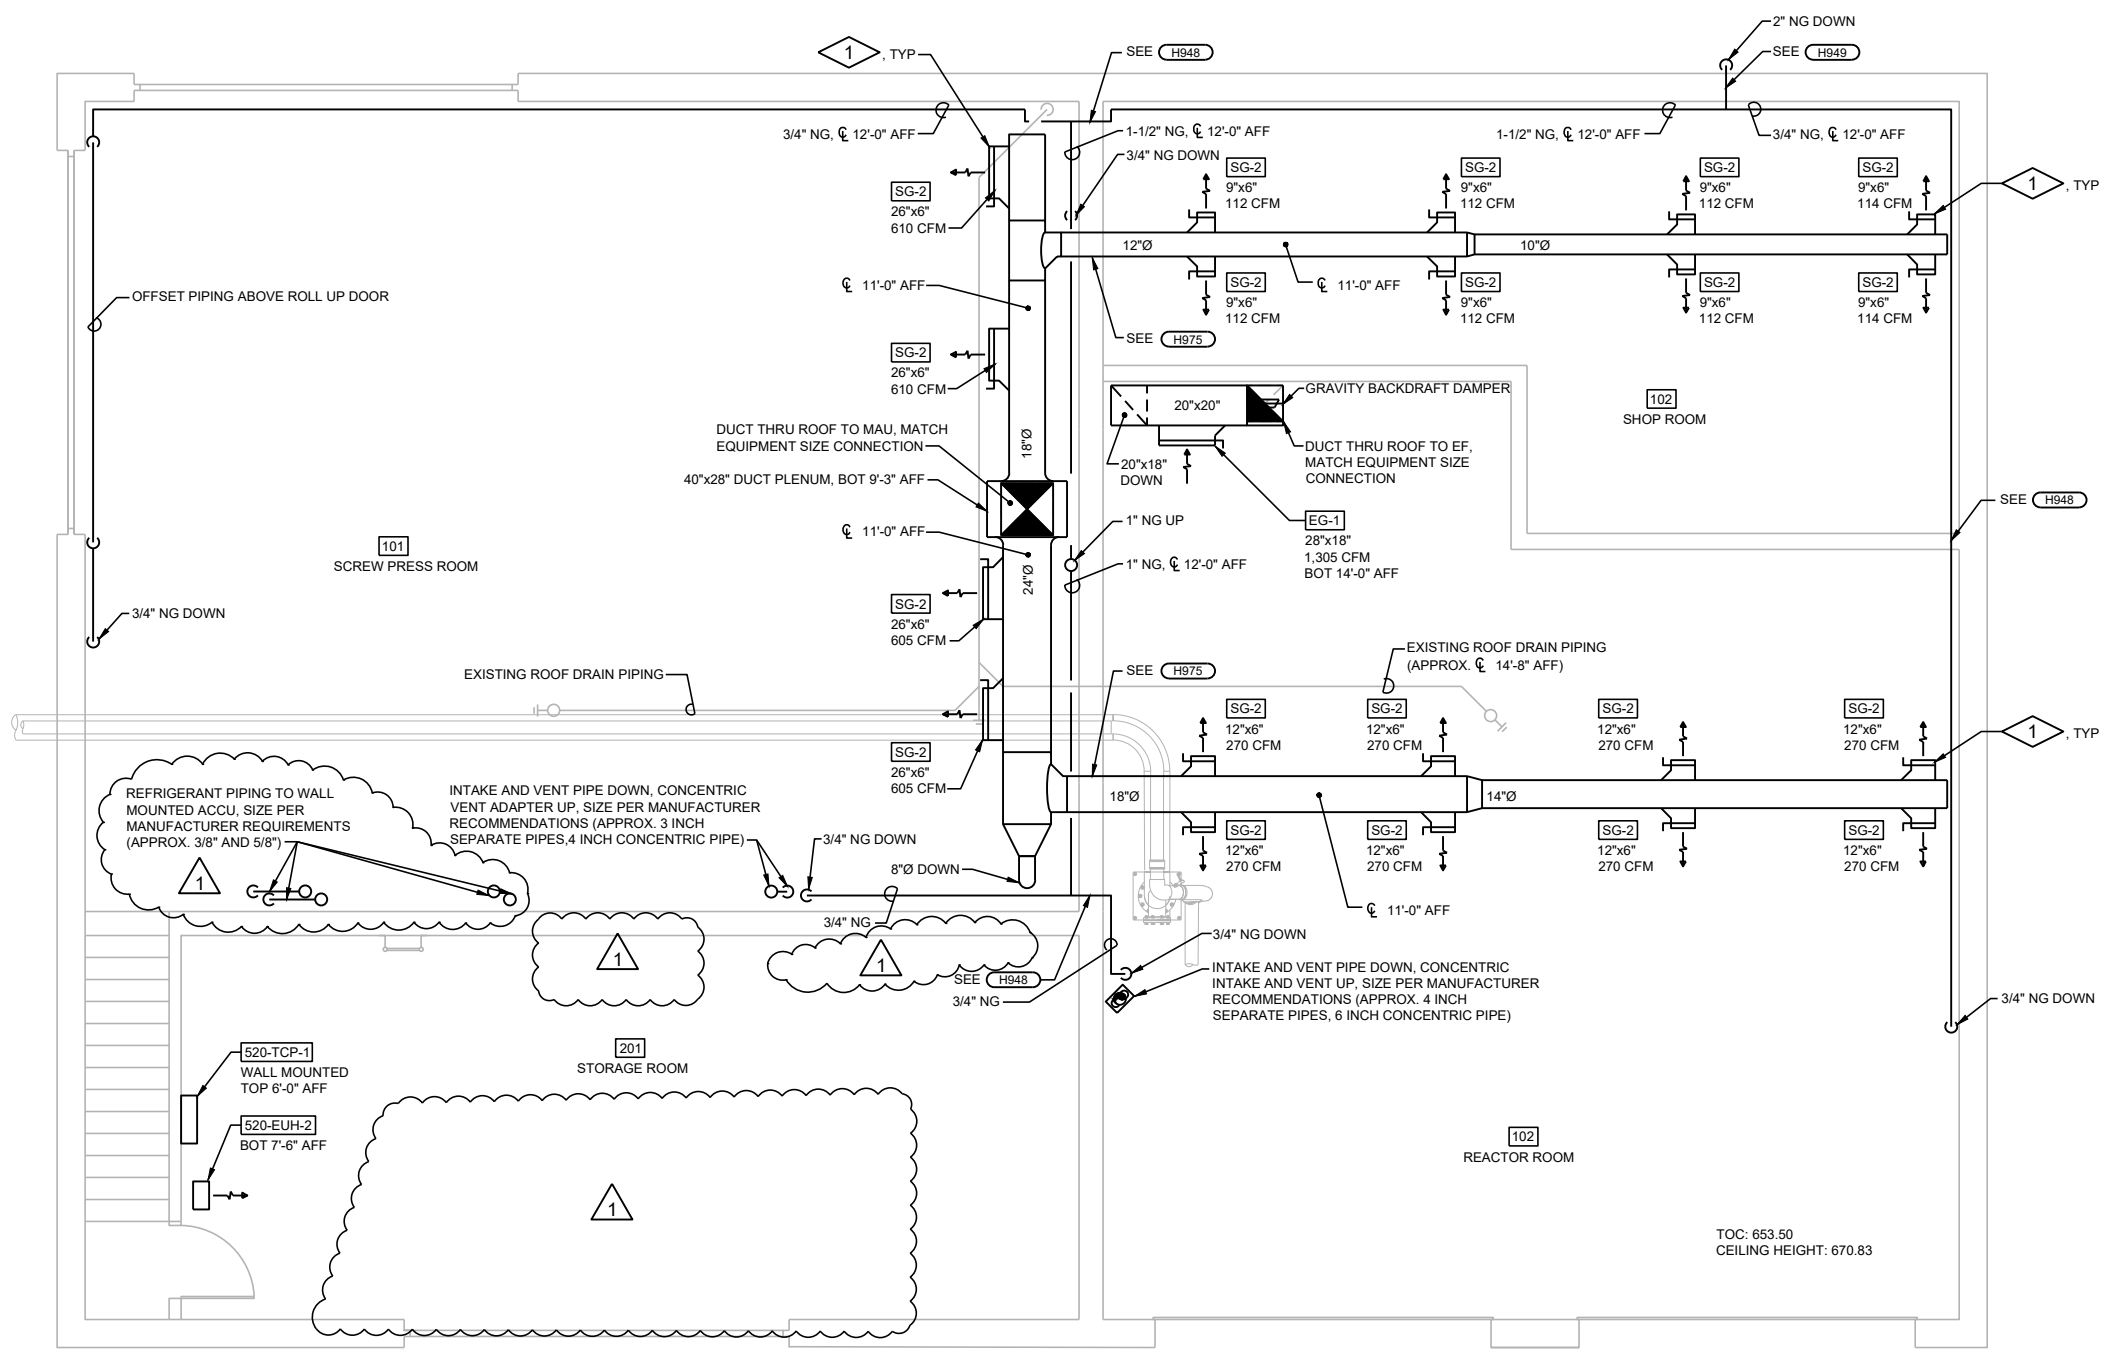 2" NG DOWN
SEE H949
1 , TYP
SEE H948
3/4" NG, ℄ 12'-0" AFF
1-1/2" NG, ℄ 12'-0" AFF
1-1/2" NG, ℄ 12'-0" AFF
3/4" NG, ℄ 12'-0" AFF
3/4" NG DOWN
SG-2
9"x6"
112 CFM
SG-2
9"x6"
112 CFM
SG-2
9"x6"
112 CFM
SG-2
9"x6"
114 CFM
1 , TYP
SG-2
26"x6"
610 CFM
12"Ø
10"Ø
℄ 11'-0" AFF
℄ 11'-0" AFF
SG-2
9"x6"
112 CFM
SG-2
9"x6"
112 CFM
SG-2
9"x6"
112 CFM
SG-2
9"x6"
114 CFM
OFFSET PIPING ABOVE ROLL UP DOOR
SEE H975
SG-2
26"x6"
610 CFM
GRAVITY BACKDRAFT DAMPER
20"x20"
102
SHOP ROOM
DUCT THRU ROOF TO MAU, MATCH
EQUIPMENT SIZE CONNECTION
18"Ø
DUCT THRU ROOF TO EF,
MATCH EQUIPMENT SIZE
CONNECTION
20"x18"
DOWN
40"x28" DUCT PLENUM, BOT 9'-3" AFF
SEE H948
℄ 11'-0" AFF
1" NG UP
EG-1
28"x18"
1,305 CFM
BOT 14'-0" AFF
101
SCREW PRESS ROOM
1" NG, ℄ 12'-0" AFF
24"Ø
SG-2
26"x6"
605 CFM
3/4" NG DOWN
EXISTING ROOF DRAIN PIPING
(APPROX. ℄ 14'-8" AFF)
EXISTING ROOF DRAIN PIPING
SEE H975
SG-2
12"x6"
270 CFM
SG-2
12"x6"
270 CFM
SG-2
12"x6"
270 CFM
SG-2
12"x6"
270 CFM
1 , TYP
SG-2
26"x6"
605 CFM
REFRIGERANT PIPING TO WALL
MOUNTED ACCU, SIZE PER
MANUFACTURER REQUIREMENTS
(APPROX. 3/8" AND 5/8")
1
INTAKE AND VENT PIPE DOWN, CONCENTRIC
VENT ADAPTER UP, SIZE PER MANUFACTURER
RECOMMENDATIONS (APPROX. 3 INCH
SEPARATE PIPES,4 INCH CONCENTRIC PIPE)
18"Ø
14"Ø
3/4" NG DOWN
SG-2
12"x6"
270 CFM
SG-2
12"x6"
270 CFM
SG-2
12"x6"
270 CFM
SG-2
12"x6"
270 CFM
8"Ø DOWN
℄ 11'-0" AFF
3/4" NG
3/4" NG DOWN
1
1
SEE H948
3/4" NG
INTAKE AND VENT PIPE DOWN, CONCENTRIC
INTAKE AND VENT UP, SIZE PER MANUFACTURER
RECOMMENDATIONS (APPROX. 4 INCH
SEPARATE PIPES, 6 INCH CONCENTRIC PIPE)
3/4" NG DOWN
201
STORAGE ROOM
520-TCP-1
WALL MOUNTED
TOP 6'-0" AFF
520-EUH-2
BOT 7'-6" AFF
102
REACTOR ROOM
1
TOC: 653.50
CEILING HEIGHT: 670.83